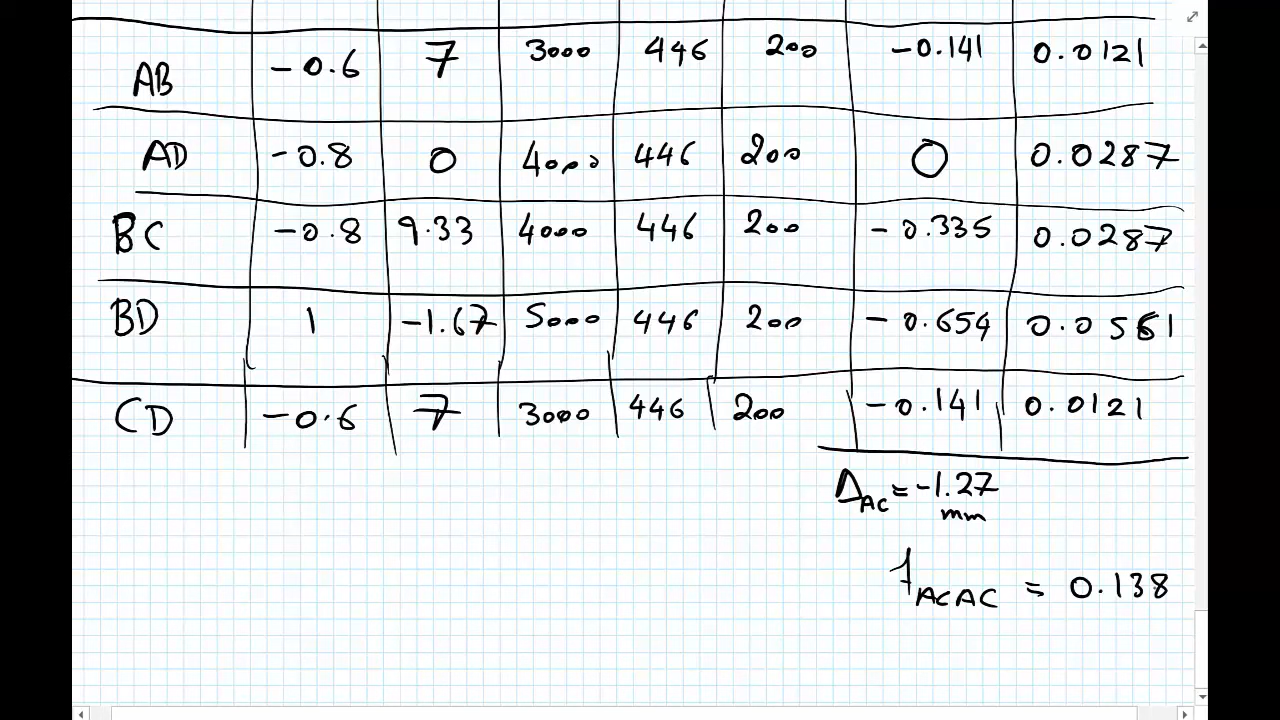 AB -0.6 7 3000 446 200 -0.141 0.0121
AD -0.8 0 4000 446 200 0 0.0287
BC -0.8 9.33 4000 446 200 -0.335 0.0287
BD 1 -1.67 5000 446 200 -0.654 0.0561
CD -0.6 7 3000 446 200 -0.141 0.0121
ΔAC = -1.27
mm
fACAC = 0.138